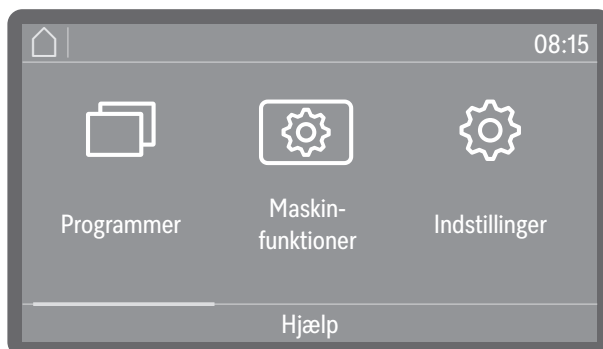 08:15
Programmer
Maskin-
funktioner
Indstillinger
Hjælp